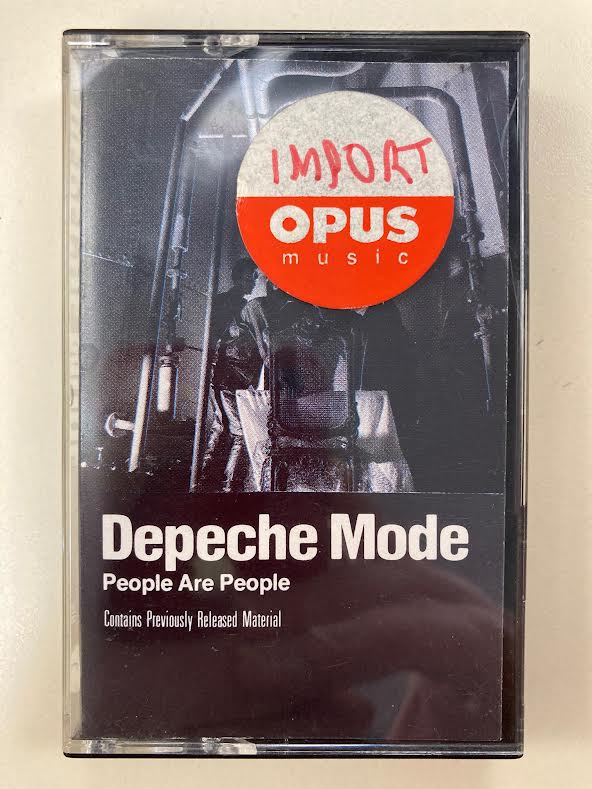 IMPORT
OPUS
music
Depeche Mode
People Are People
Contains Previously Released Material